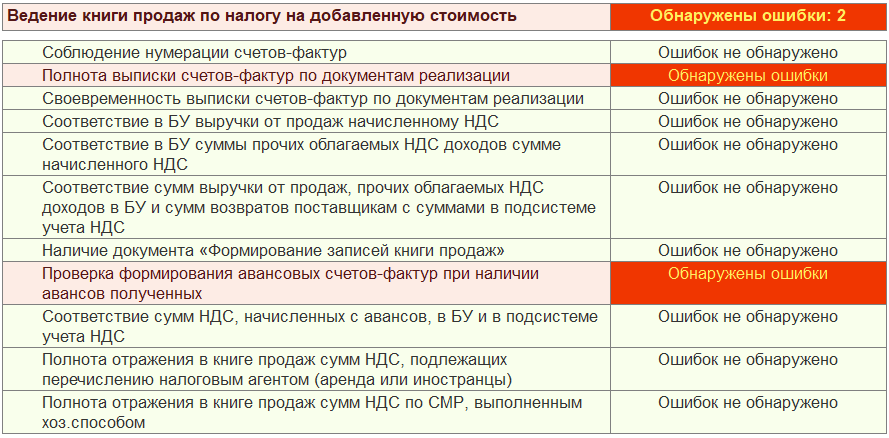 Ведение книги продаж по налогу на добавленную стоимость Обнаружены ошибки: 2
Соблюдение нумерации счетов-фактур Ошибок не обнаружено
Полнота выписки счетов-фактур по документам реализации Обнаружены ошибки
Своевременность выписки счетов-фактур по документам реализации Ошибок не обнаружено
Соответствие в БУ выручки от продаж начисленному НДС Ошибок не обнаружено
Соответствие в БУ суммы прочих облагаемых НДС доходов сумме Ошибок не обнаружено
начисленного НДС
Соответствие сумм выручки от продаж, прочих облагаемых НДС Ошибок не обнаружено
доходов в БУ и сумм возвратов поставщикам с суммами в подсистеме
учета НДС
Наличие документа «Формирование записей книги продаж» Ошибок не обнаружено
Проверка формирования авансовых счетов-фактур при наличии Обнаружены ошибки
авансов полученных
Соответствие сумм НДС, начисленных с авансов, в БУ и в подсистеме Ошибок не обнаружено
учета НДС
Полнота отражения в книге продаж сумм НДС, подлежащих Ошибок не обнаружено
перечислению налоговым агентом (аренда или иностранцы)
Полнота отражения в книге продаж сумм НДС по СМР, выполненным Ошибок не обнаружено
хоз.способом